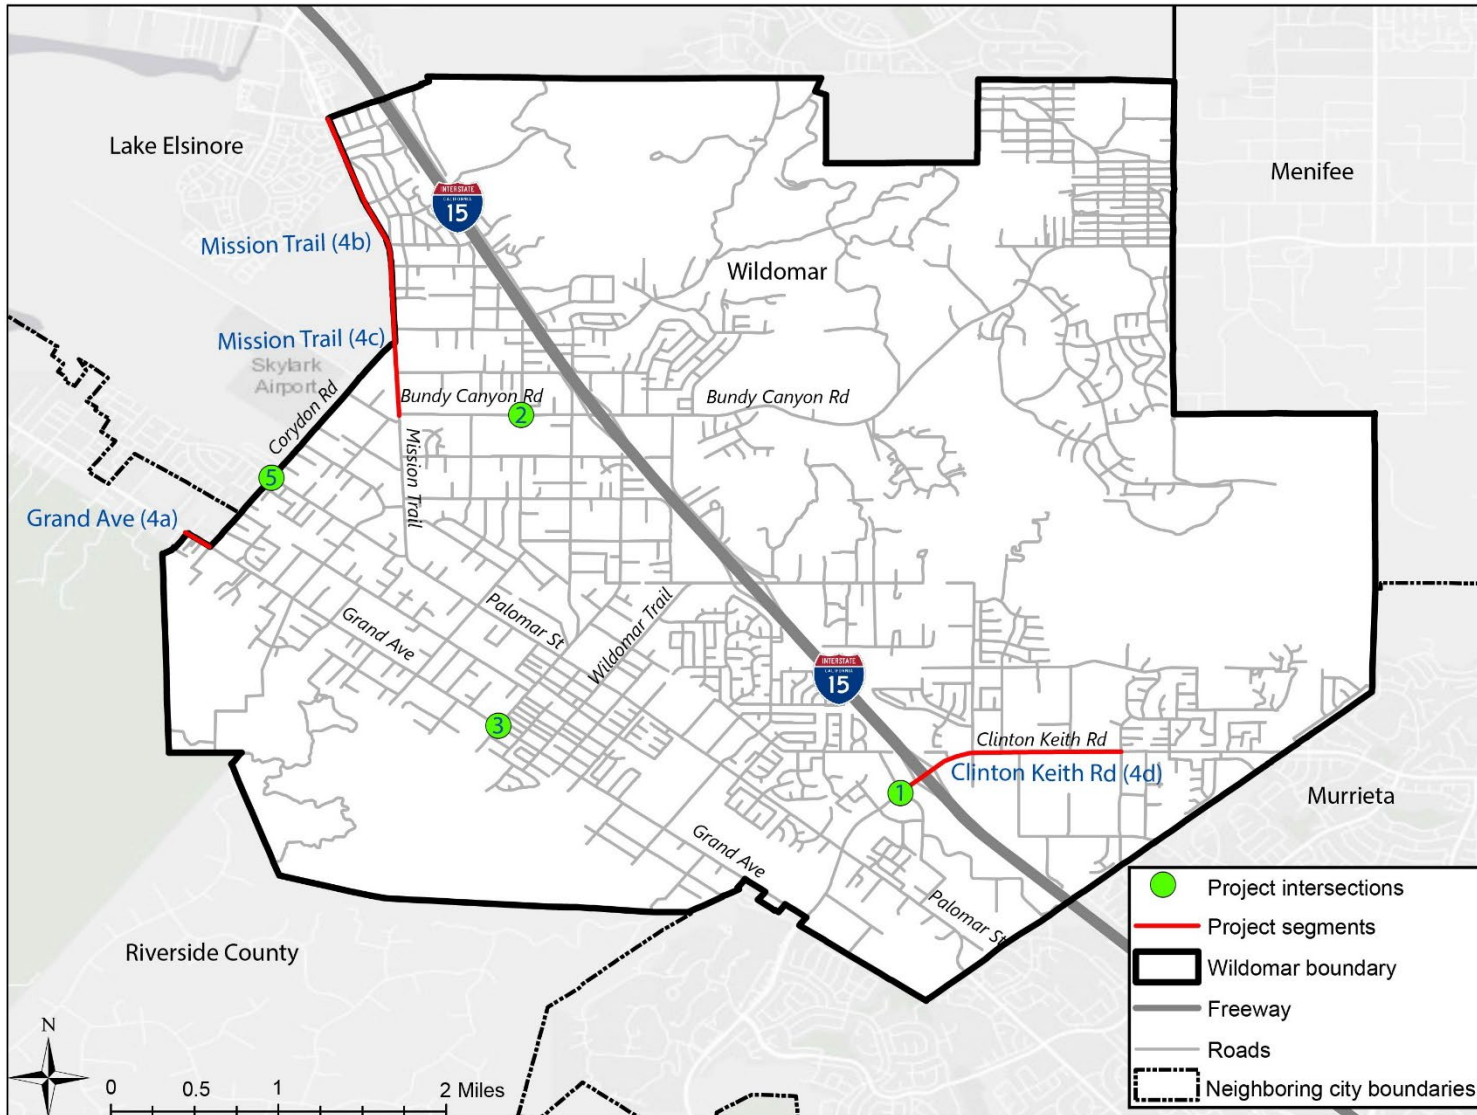 Lake Elsinore
Menifee
INTERSTATE
CALIFORNIA
15
Mission Trail (4b)
Wildomar
Mission Trail (4c)
Skylark
Airport
Bundy Canyon Rd
Bundy Canyon Rd
2
Corydon Rd
Mission Trail
5
Grand Ave (4a)
Palomar St
Wildomar Trail
Grand Ave
INTERSTATE
CALIFORNIA
15
3
Clinton Keith Rd
Clinton Keith Rd (4d)
1
Murrieta
Grand Ave
Palomar St
Riverside County
Project intersections
Project segments
Wildomar boundary
Freeway
Roads
Neighboring city boundaries
N
0 0.5 1 2 Miles